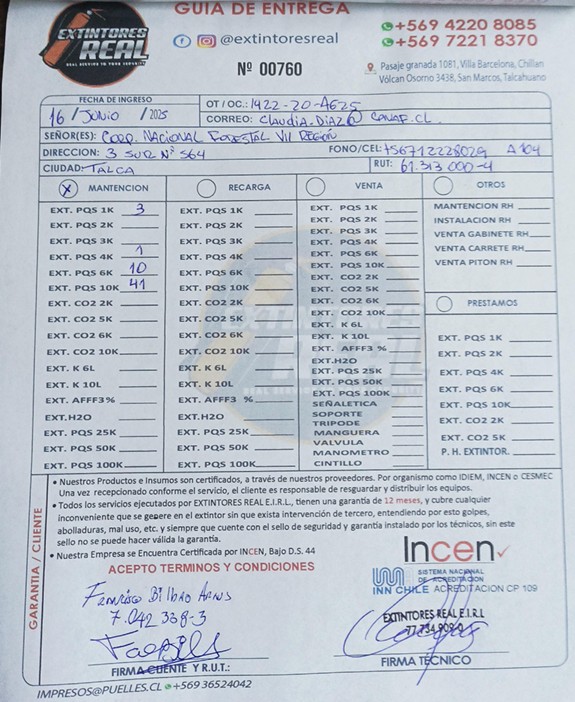 GUIA DE ENTREGA
EXTINTORES
REAL
REAL SERVICE IN YOUR SECURITY
@extintoresreal
+569 4220 8085
+569 7221 8370
Nº 00760
Pasaje granada 1081, Villa Barcelona, Chillan
Vólcan Osorno 3438, San Marcos, Talcahuano
FECHA DE INGRESO
16 / Junio / 2025
OT / OC.: 1422-20-AG25
CORREO: Claudia.Diaz@ CONAF.CL
SEÑOR(ES): Corp. Nacional Forestal VII Región
DIRECCION: 3 SUR Nº 564
FONO/CEL: +56712228029 A104
CIUDAD: TALCA
RUT: 61.313.000-4
MANTENCION
EXT. PQS 1K 3
EXT. PQS 2K
EXT. PQS 3K
EXT. PQS 4K 1
EXT. PQS 6K 10
EXT. PQS 10K 41
EXT. CO2 2K
EXT. CO2 5K
EXT. CO2 6K
EXT. CO2 10K
EXT. K 6L
EXT. K 10L
EXT. AFFF3%
EXT.H2O
EXT. PQS 25K
EXT. PQS 50K
EXT. PQS 100K
RECARGA
EXT. PQS 1K
EXT. PQS 2K
EXT. PQS 3K
EXT. PQS 4K
EXT. PQS 6K
EXT. PQS 10K
EXT. CO2 2K
EXT. CO2 5K
EXT. CO2 6K
EXT. CO2 10K
EXT. K 6L
EXT. K 10L
EXT. AFFF3 %
EXT.H2O
EXT. PQS 25K
EXT. PQS 50K
EXT. PQS 100K
VENTA
EXT. PQS 1K
EXT. PQS 2K
EXT. PQS 3K
EXT. PQS 4K
EXT. PQS 6K
EXT. PQS 10K
EXT. CO2 2K
EXT. CO2 5K
EXT. CO2 6K
EXT. CO2 10K
EXT. K 6L
EXT. K 10L
EXT. AFFF3 %
EXT.H2O
EXT. PQS 25K
EXT. PQS 50K
EXT. PQS 100K
SEÑALETICA
SOPORTE
TRIPODE
MANGUERA
VALVULA
MANOMETRO
CINTILLO
OTROS
MANTENCION RH
INSTALACION RH
VENTA GABINETE RH
VENTA CARRETE RH
VENTA PITON RH
PRESTAMOS
EXT. PQS 1K
EXT. PQS 2K
EXT. PQS 4K
EXT. PQS 6K
EXT. PQS 10K
EXT. CO2 2K
EXT. CO2 5K
P. H. EXTINTOR.
GARANTIA / CLIENTE
• Nuestros Productos e Insumos son certificados, a través de nuestros proveedores. Por organismo como IDIEM, INCEN o CESMEC
Una vez recepcionado conforme el servicio, el cliente es responsable de resguardar y distribuir los equipos.
• Todos los servicios ejecutados por EXTINTORES REAL E.I.R.L., tienen una garantía de 12 meses, y cubre cualquier
inconveniente que se genere en el extintor sin que exista intervención de tercero, entendiendo por esto, golpes,
abolladuras, mal uso, etc. y siempre que cuente con el sello de seguridad y garantía instalado por los técnicos, sin este
sello no se puede hacer válida la garantía.
• Nuestra Empresa se Encuentra Certificada por INCEN, Bajo D.S. 44
ACEPTO TERMINOS Y CONDICIONES
Incen
SISTEMA NACIONAL
DE ACREDITACION
INN CHILE ACREDITACION CP 109
Francisco Bilbao
7.042 338-3
EXTINTORES REAL E.I.R.L
FIRMA CLIENTE Y R.U.T.:
FIRMA TÉCNICO
IMPRESOS@PUELLES.CL +569 36524042